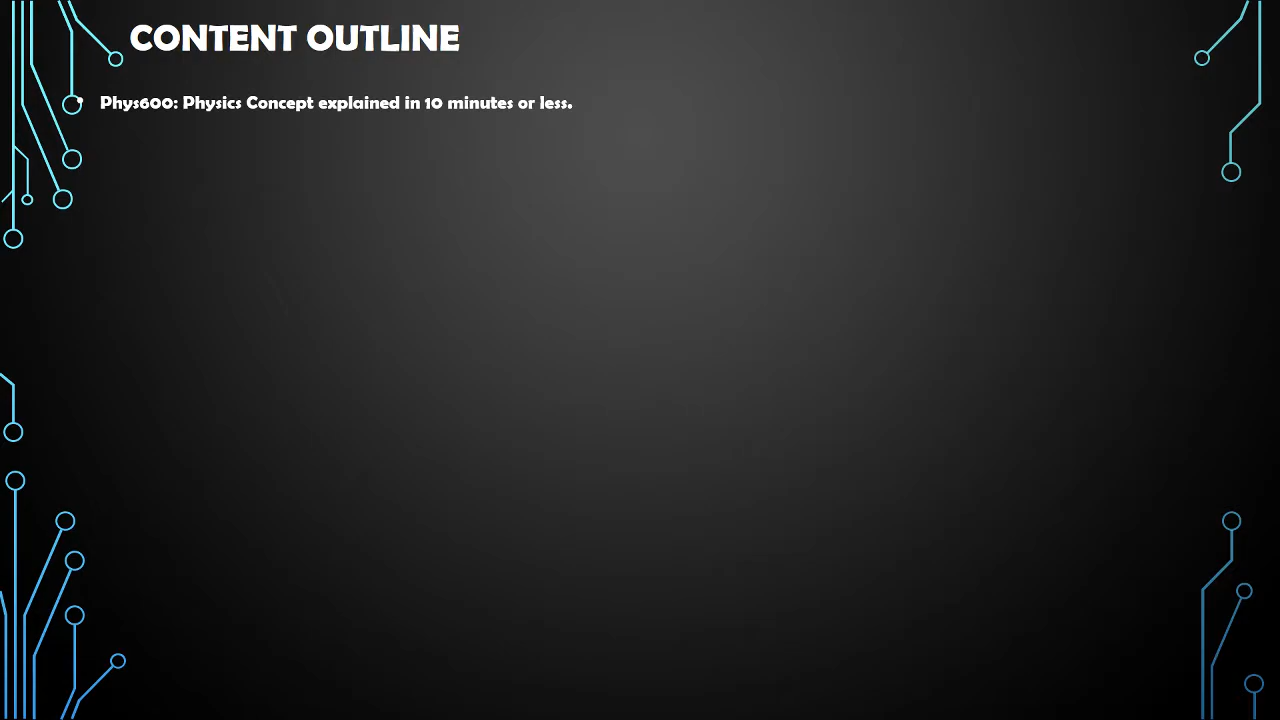 CONTENT OUTLINE
• Phys600: Physics Concept explained in 10 minutes or less.